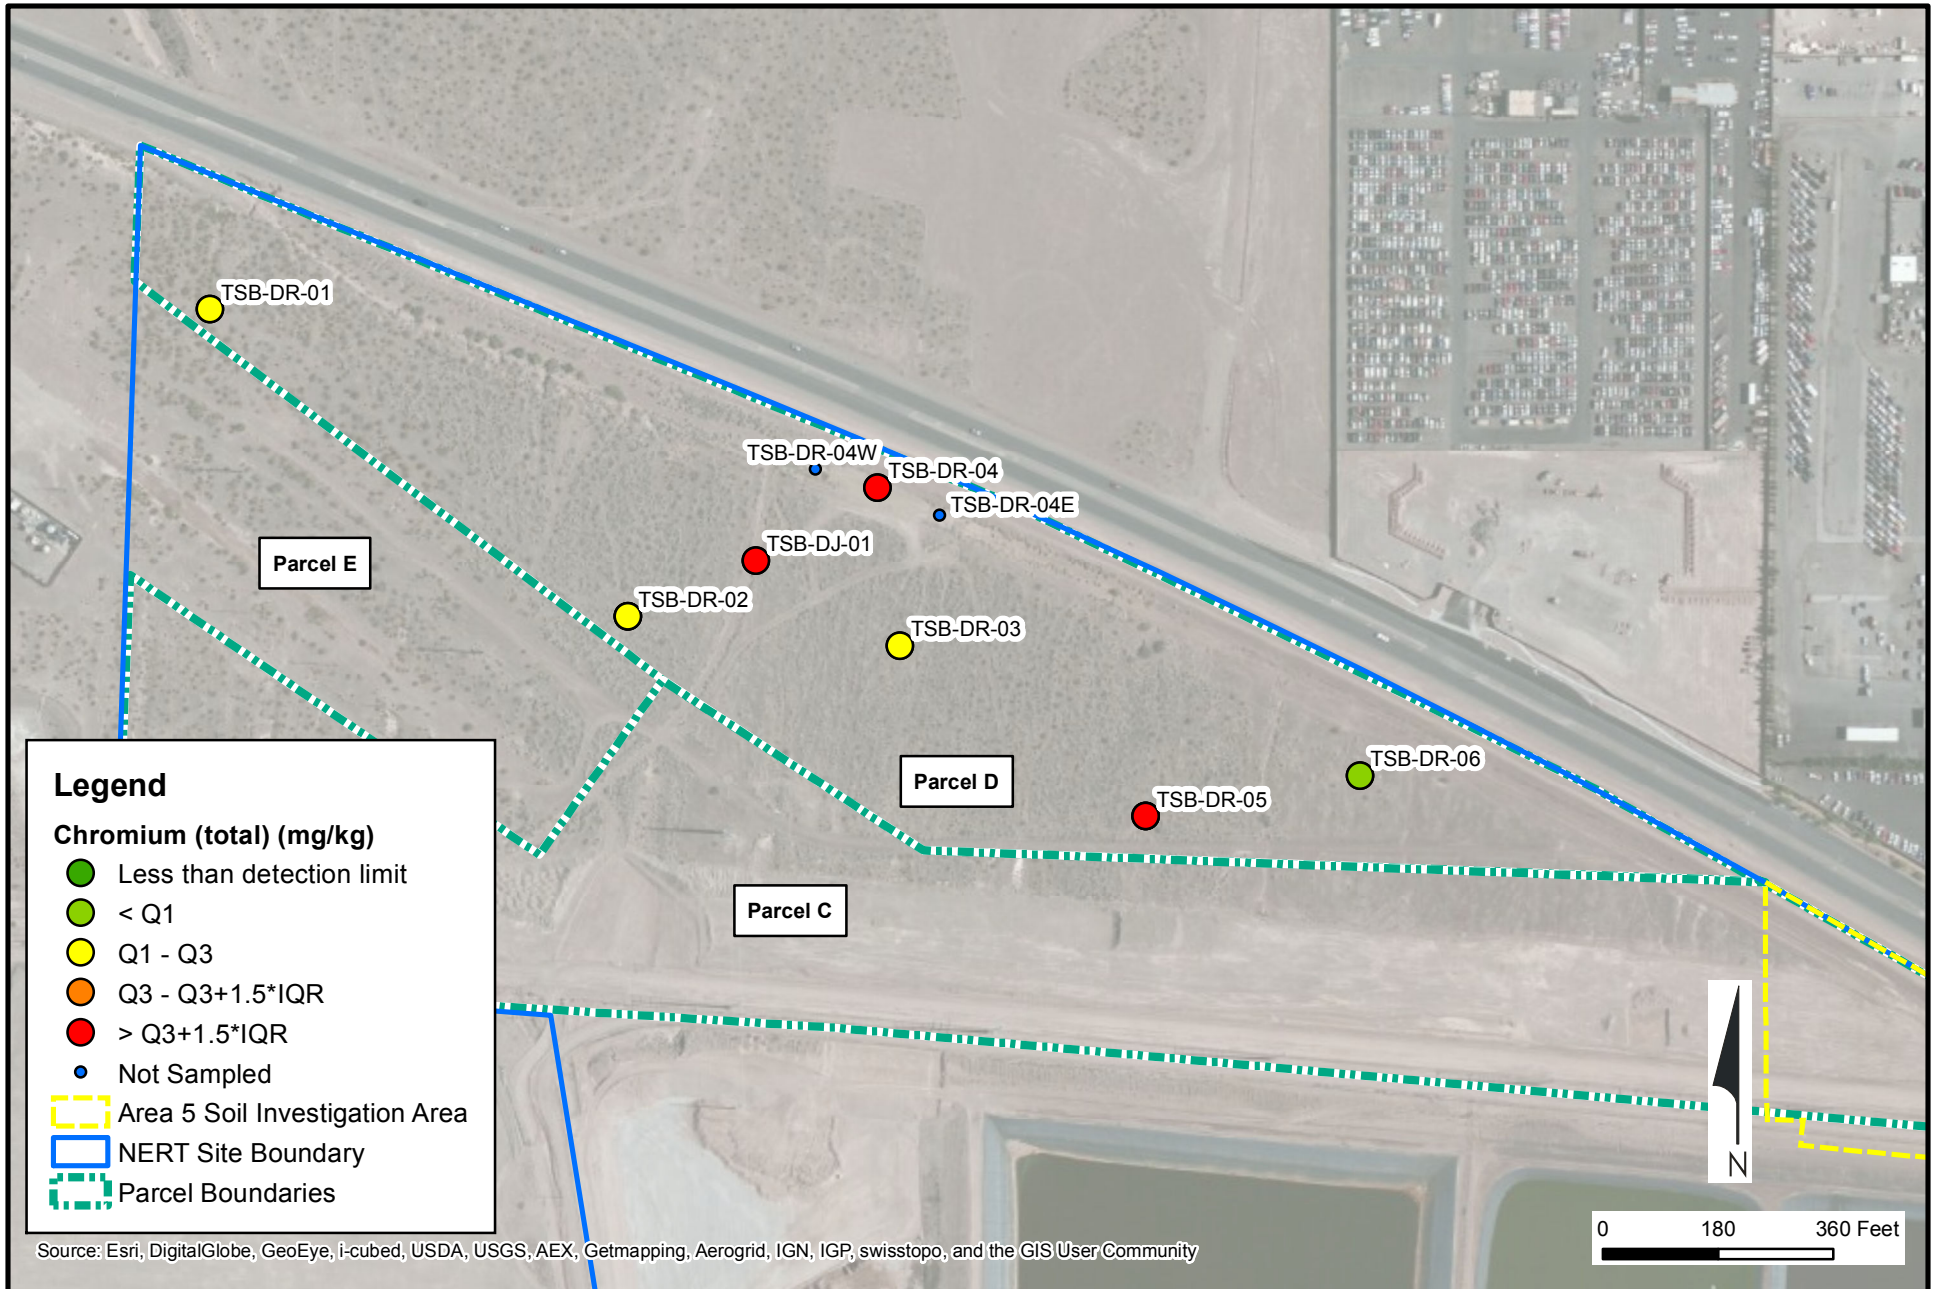 TSB-DR-01
TSB-DR-04W
TSB-DR-04
TSB-DR-04E
TSB-DJ-01
Parcel E
TSB-DR-02
TSB-DR-03
TSB-DR-06
Parcel D
TSB-DR-05
Parcel C
Legend
Chromium (total) (mg/kg)
Less than detection limit
< Q1
Q1 - Q3
Q3 - Q3+1.5*IQR
> Q3+1.5*IQR
Not Sampled
Area 5 Soil Investigation Area
NERT Site Boundary
Parcel Boundaries
N
0 180 360 Feet
Source: Esri, DigitalGlobe, GeoEye, i-cubed, USDA, USGS, AEX, Getmapping, Aerogrid, IGN, IGP, swisstopo, and the GIS User Community